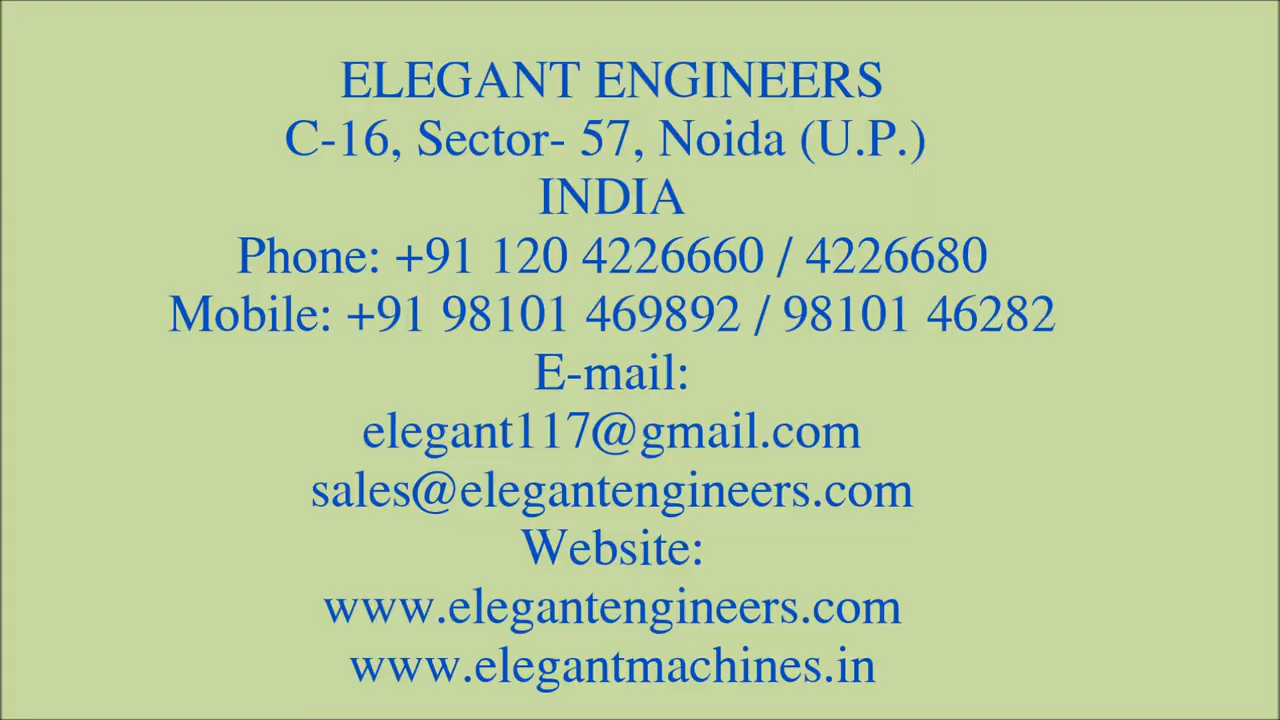 ELEGANT ENGINEERS
C-16, Sector- 57, Noida (U.P.)
INDIA
Phone: +91 120 4226660 / 4226680
Mobile: +91 98101 469892 / 98101 46282
E-mail:
elegant117@gmail.com
sales@elegantengineers.com
Website:
www.elegantengineers.com
www.elegantmachines.in